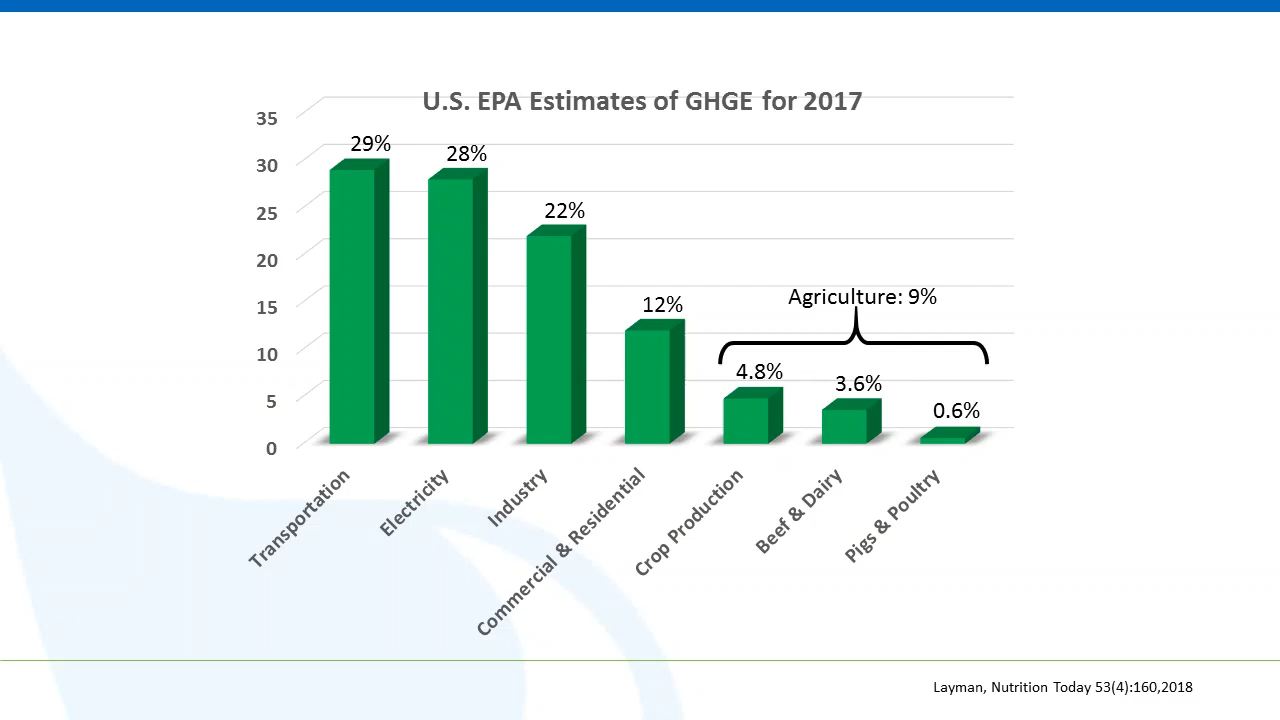 U.S. EPA Estimates of GHGE for 2017
35
30
25
20
15
10
5
0
29%
28%
22%
12%
Agriculture: 9%
4.8%
3.6%
0.6%
Transportation
Electricity
Industry
Commercial & Residential
Crop Production
Beef & Dairy
Pigs & Poultry
Layman, Nutrition Today 53(4):160,2018